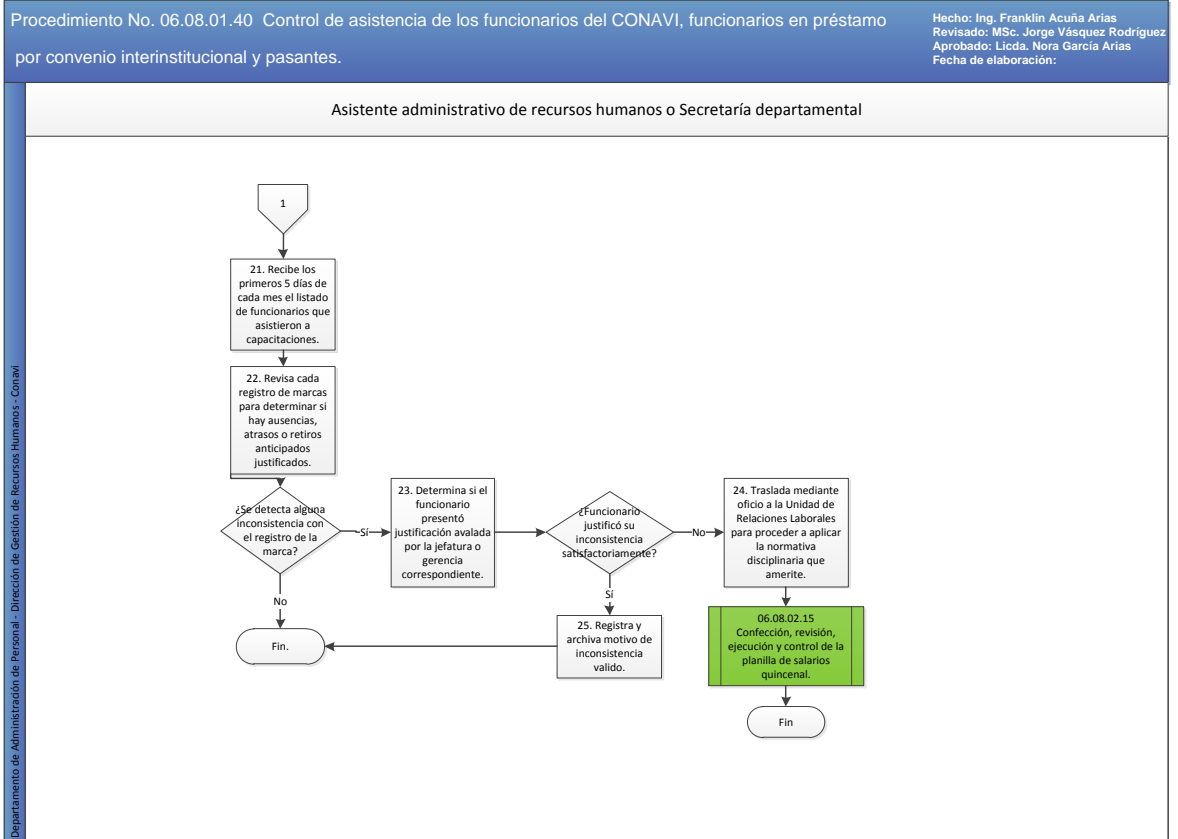 Procedimiento No. 06.08.01.40 Control de asistencia de los funcionarios del CONAVI, funcionarios en préstamo
por convenio interinstitucional y pasantes.
Hecho: Ing. Franklin Acuña Arias
Revisado: MSc. Jorge Vásquez Rodríguez
Aprobado: Licda. Nora García Arias
Fecha de elaboración:
Asistente administrativo de recursos humanos o Secretaría departamental
Departamento de Administración de Personal - Dirección de Gestión de Recursos Humanos - Conavi
1
21. Recibe los
primeros 5 días de
cada mes el listado
de funcionarios que
asistieron a
capacitaciones.
22. Revisa cada
registro de marcas
para determinar si
hay ausencias,
atrasos o retiros
anticipados
justificados.
¿Se detecta alguna
inconsistencia con
el registro de la
marca?
Sí
23. Determina si el
funcionario
presentó
justificación avalada
por la jefatura o
gerencia
correspondiente.
¿Funcionario
justificó su
inconsistencia
satisfactoriamente?
No
24. Traslada mediante
oficio a la Unidad de
Relaciones Laborales
para proceder a aplicar
la normativa
disciplinaria que
amerite.
No
Sí
Fin.
25. Registra y
archiva motivo de
inconsistencia
valido.
06.08.02.15
Confección, revisión,
ejecución y control de la
planilla de salarios
quincenal.
Fin